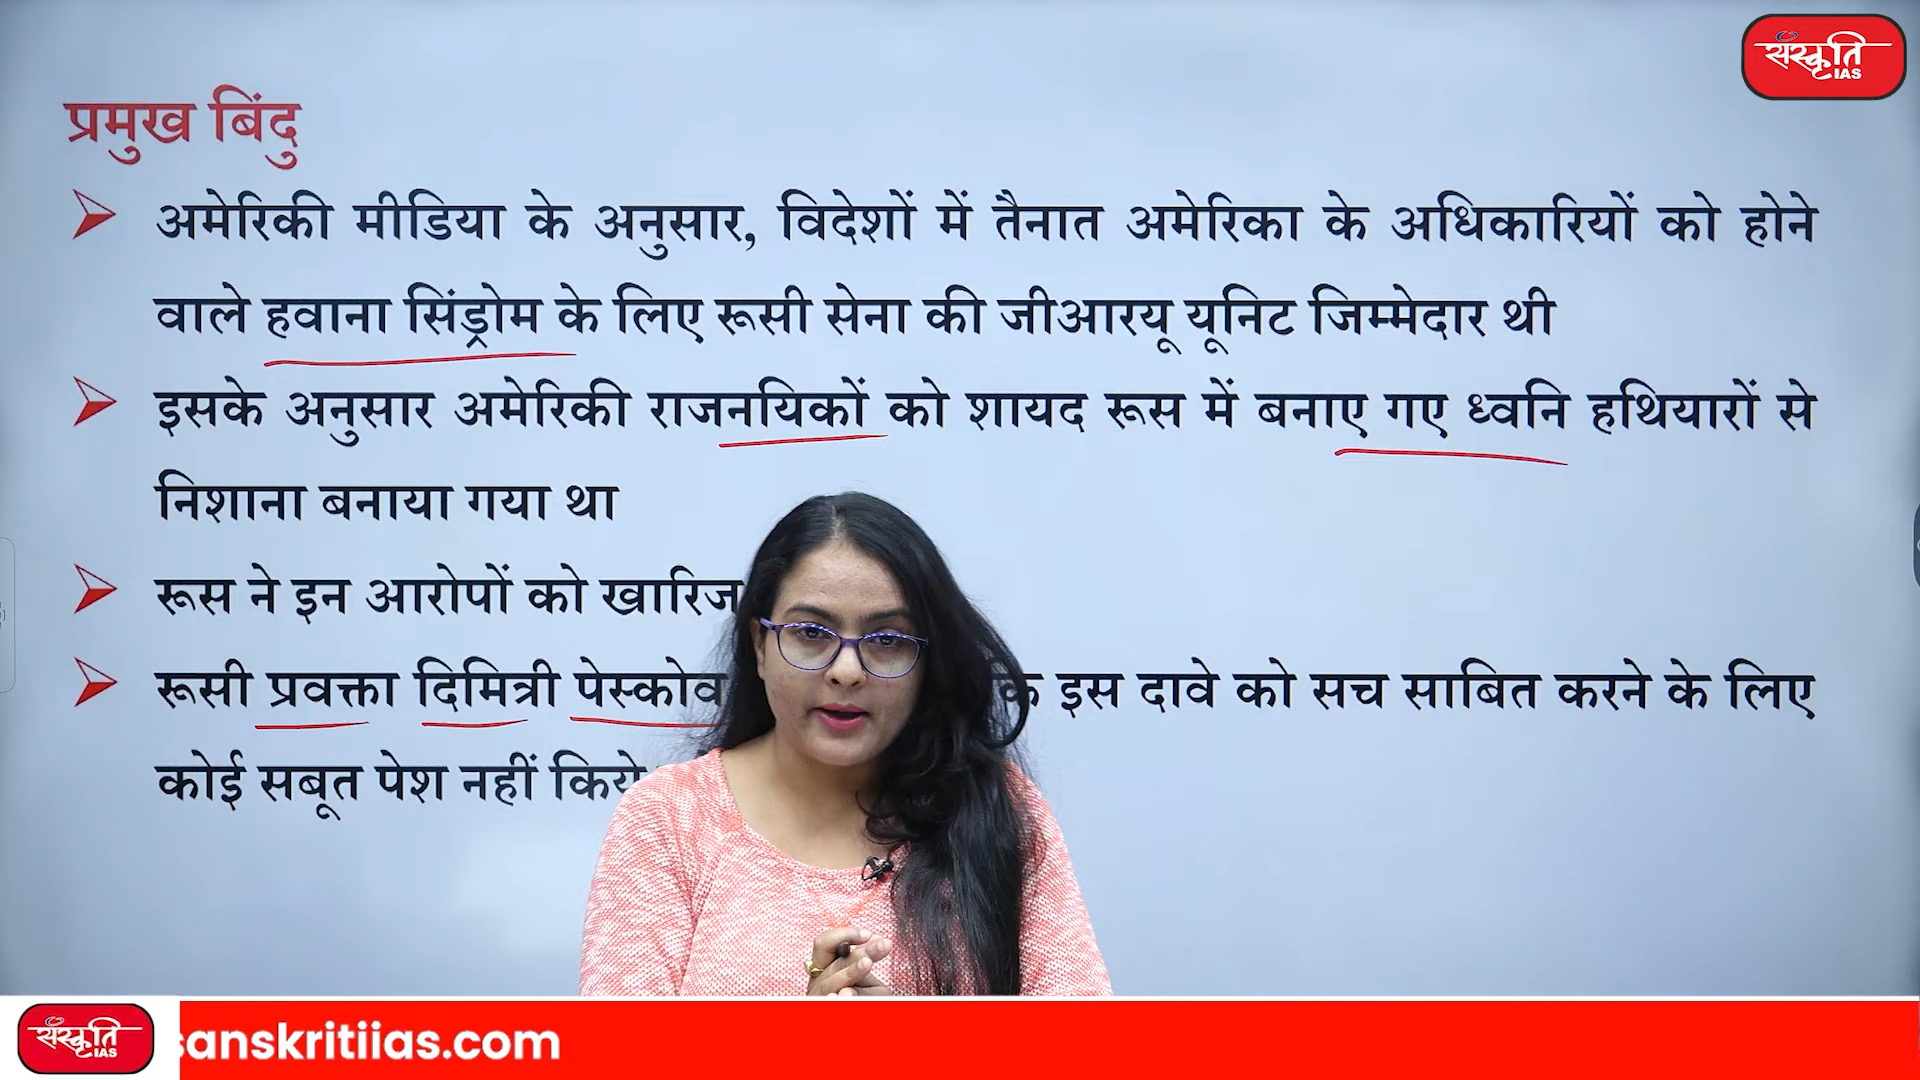 संस्कृति
IAS
प्रमुख बिंदु
अमेरिकी मीडिया के अनुसार, विदेशों में तैनात अमेरिका के अधिकारियों को होने
वाले हवाना सिंड्रोम के लिए रूसी सेना की जीआरयू यूनिट जिम्मेदार थी
इसके अनुसार अमेरिकी राजनयिकों को शायद रूस में बनाए गए ध्वनि हथियारों से
निशाना बनाया गया था
रूस ने इन आरोपों को खारिज
रूसी प्रवक्ता दिमित्री पेस्कोव इस दावे को सच साबित करने के लिए
कोई सबूत पेश नहीं किये
संस्कृति
IAS
sanskritiias.com